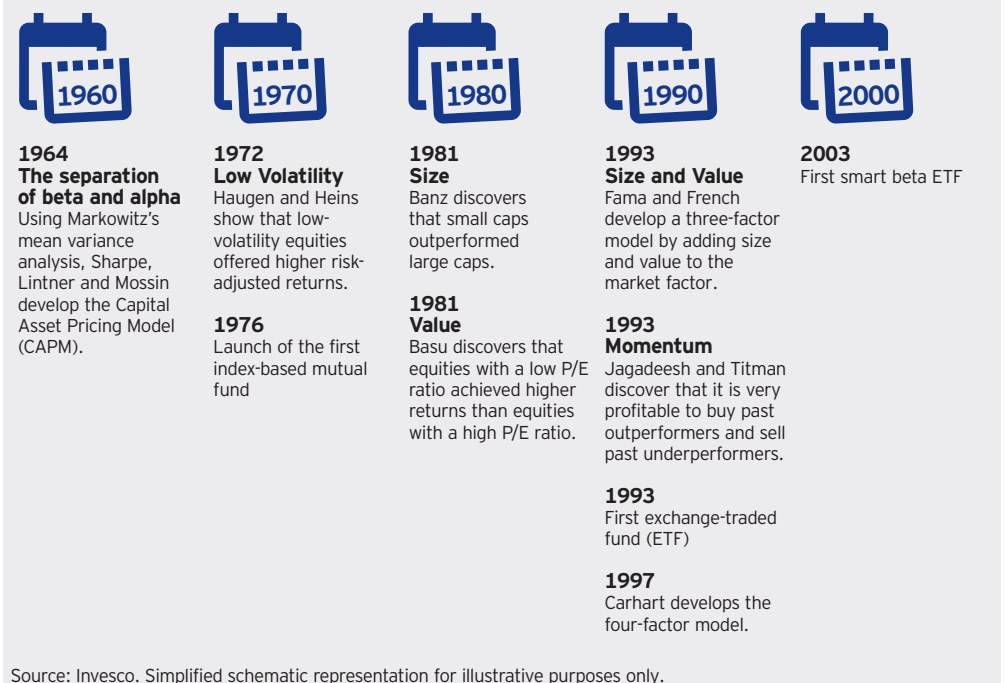 1960
1964
The separation
of beta and alpha
Using Markowitz's
mean variance
analysis, Sharpe,
Lintner and Mossin
develop the Capital
Asset Pricing Model
(CAPM).
1970
1972
Low Volatility
Haugen and Heins
show that low-
volatility equities
offered higher risk-
adjusted returns.
1976
Launch of the first
index-based mutual
fund
1980
1981
Size
Banz discovers
that small caps
outperformed
large caps.
1981
Value
Basu discovers that
equities with a low P/E
ratio achieved higher
returns than equities
with a high P/E ratio.
1990
1993
Size and Value
Fama and French
develop a three-factor
model by adding size
and value to the
market factor.
1993
Momentum
Jagadeesh and Titman
discover that it is very
profitable to buy past
outperformers and sell
past underperformers.
1993
First exchange-traded
fund (ETF)
1997
Carhart develops the
four-factor model.
2000
2003
First smart beta ETF
Source: Invesco. Simplified schematic representation for illustrative purposes only.